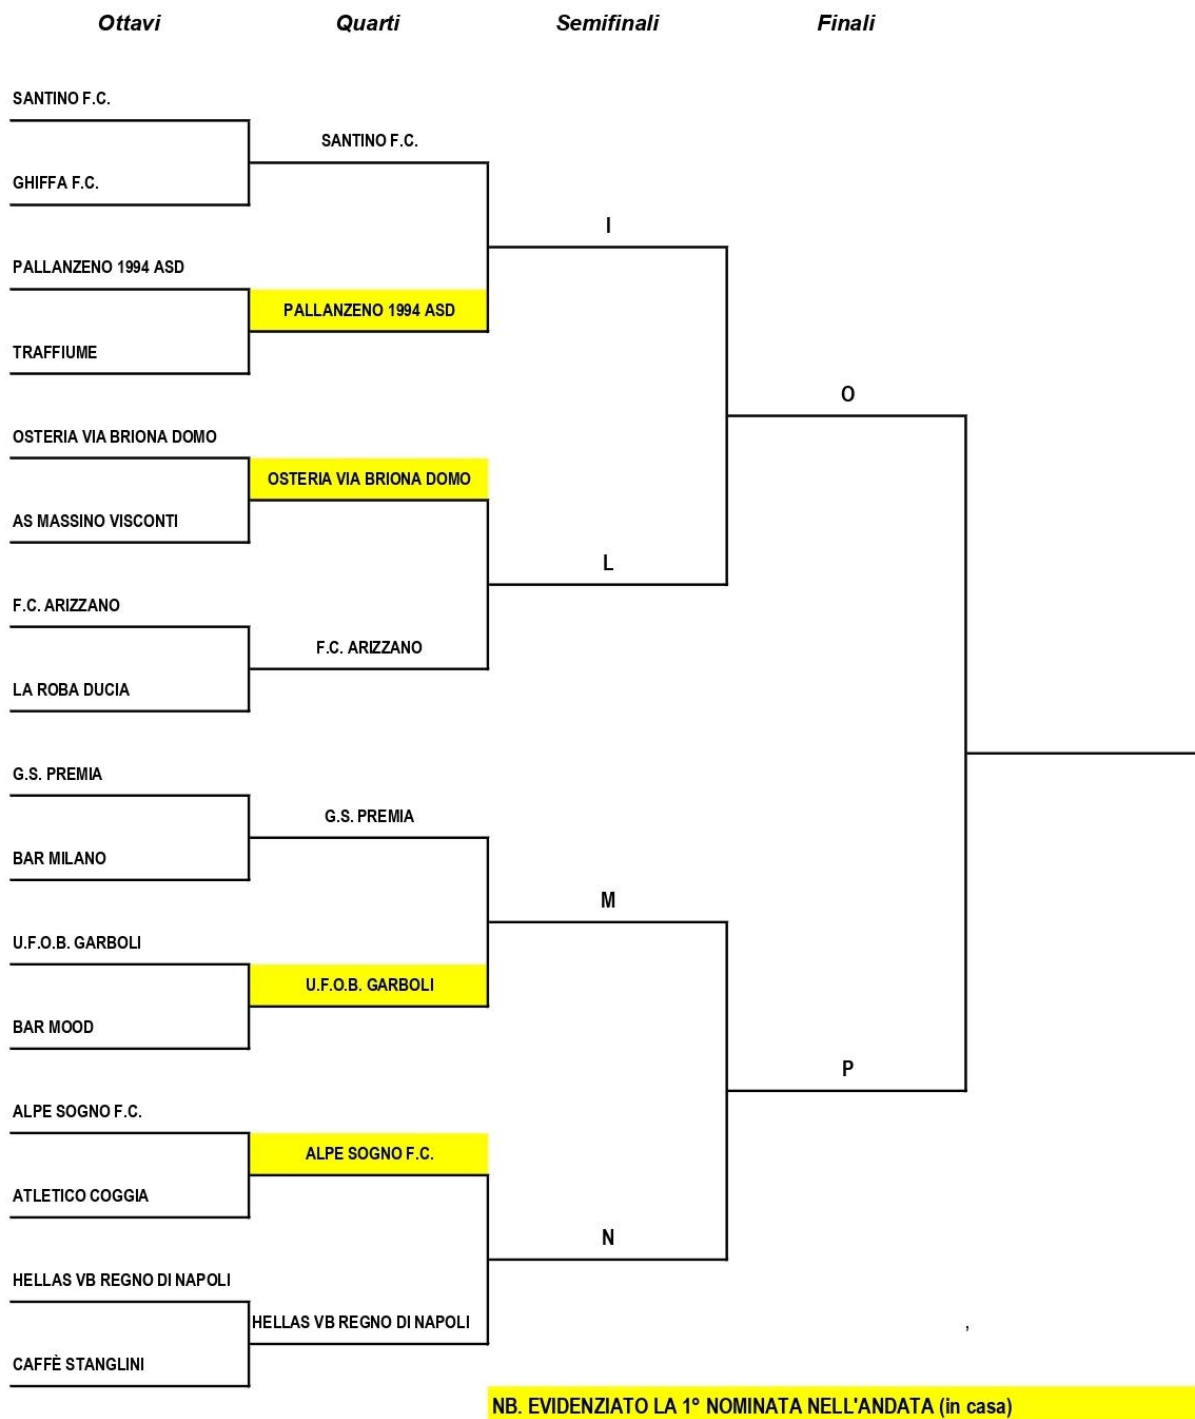 Ottavi Quarti Semifinali Finali
SANTINO F.C.
SANTINO F.C.
GHIFFA F.C.
I
PALLANZENO 1994 ASD
PALLANZENO 1994 ASD
TRAFFIUME
O
OSTERIA VIA BRIONA DOMO
OSTERIA VIA BRIONA DOMO
AS MASSINO VISCONTI
L
F.C. ARIZZANO
F.C. ARIZZANO
LA ROBA DUCIA
G.S. PREMIA
G.S. PREMIA
BAR MILANO
M
U.F.O.B. GARBOLI
U.F.O.B. GARBOLI
BAR MOOD
P
ALPE SOGNO F.C.
ALPE SOGNO F.C.
ATLETICO COGGIA
N
HELLAS VB REGNO DI NAPOLI
HELLAS VB REGNO DI NAPOLI
,
CAFFÈ STANGLINI
NB. EVIDENZIATO LA 1° NOMINATA NELL'ANDATA (in casa)